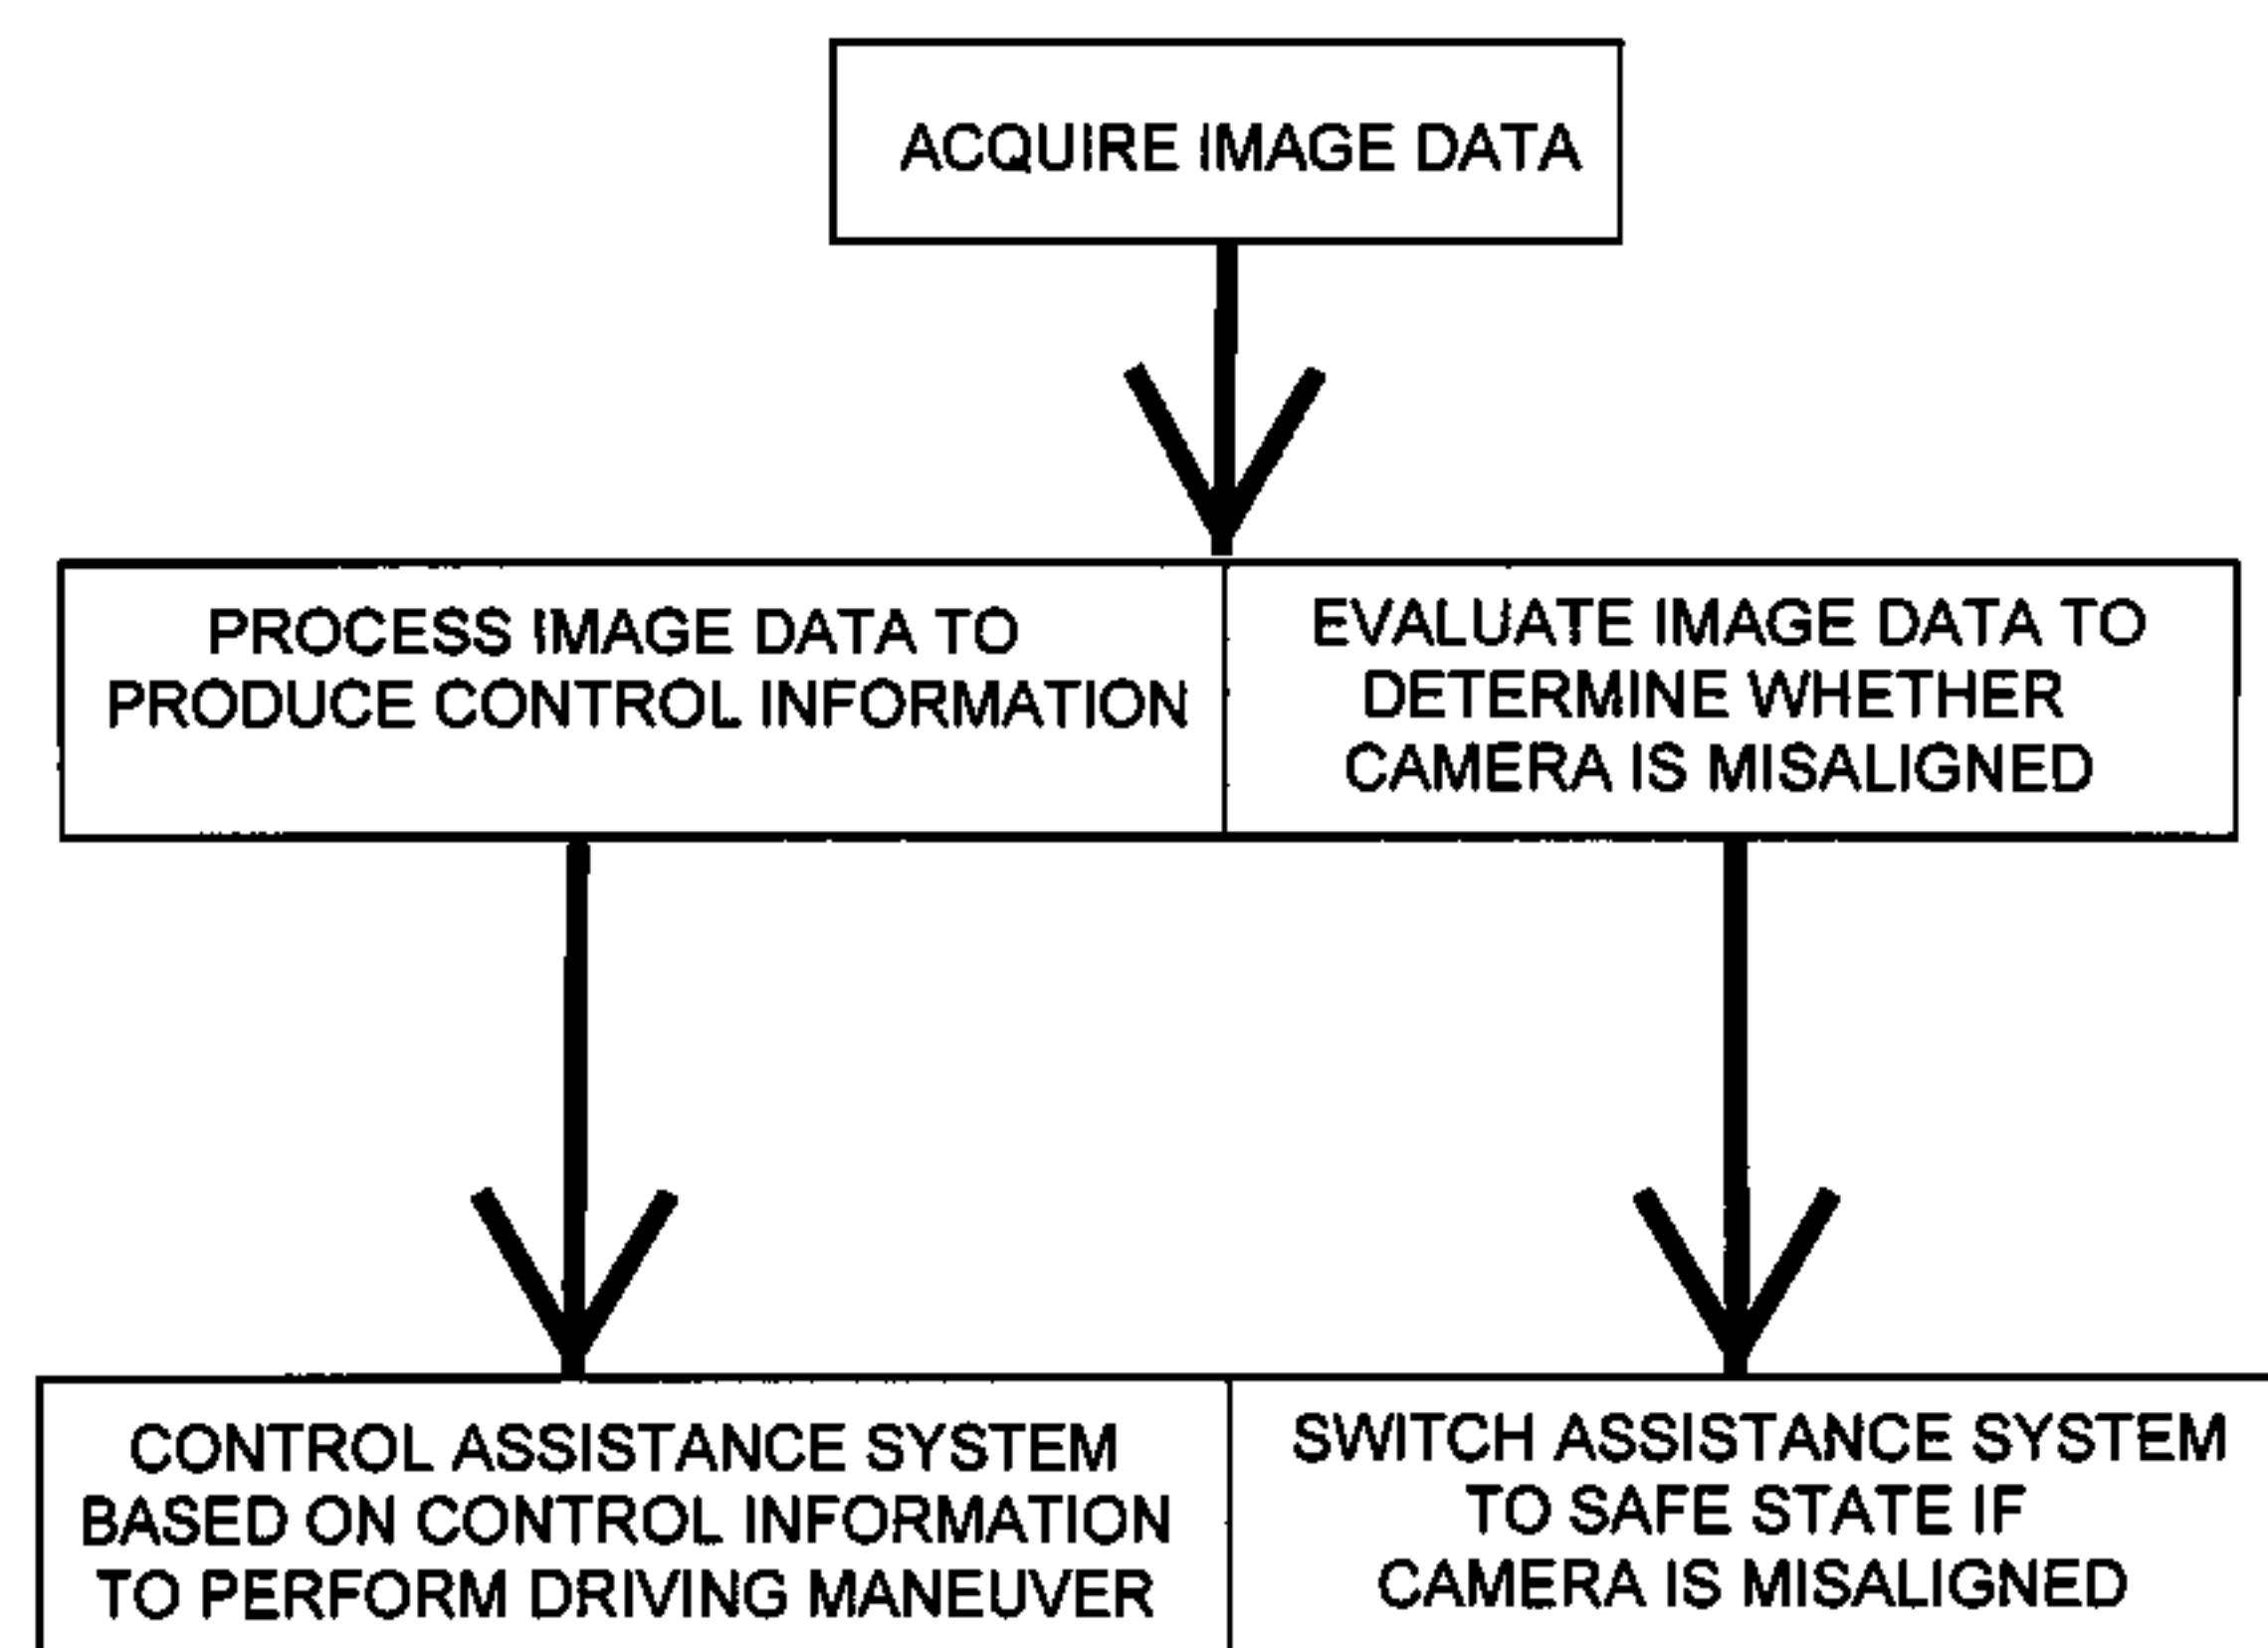 ACQUIRE IMAGE DATA
PROCESS IMAGE DATA TO
PRODUCE CONTROL INFORMATION
EVALUATE IMAGE DATA TO
DETERMINE WHETHER
CAMERA IS MISALIGNED
CONTROL ASSISTANCE SYSTEM
BASED ON CONTROL INFORMATION
TO PERFORM DRIVING MANEUVER
SWITCH ASSISTANCE SYSTEM
TO SAFE STATE IF
CAMERA IS MISALIGNED